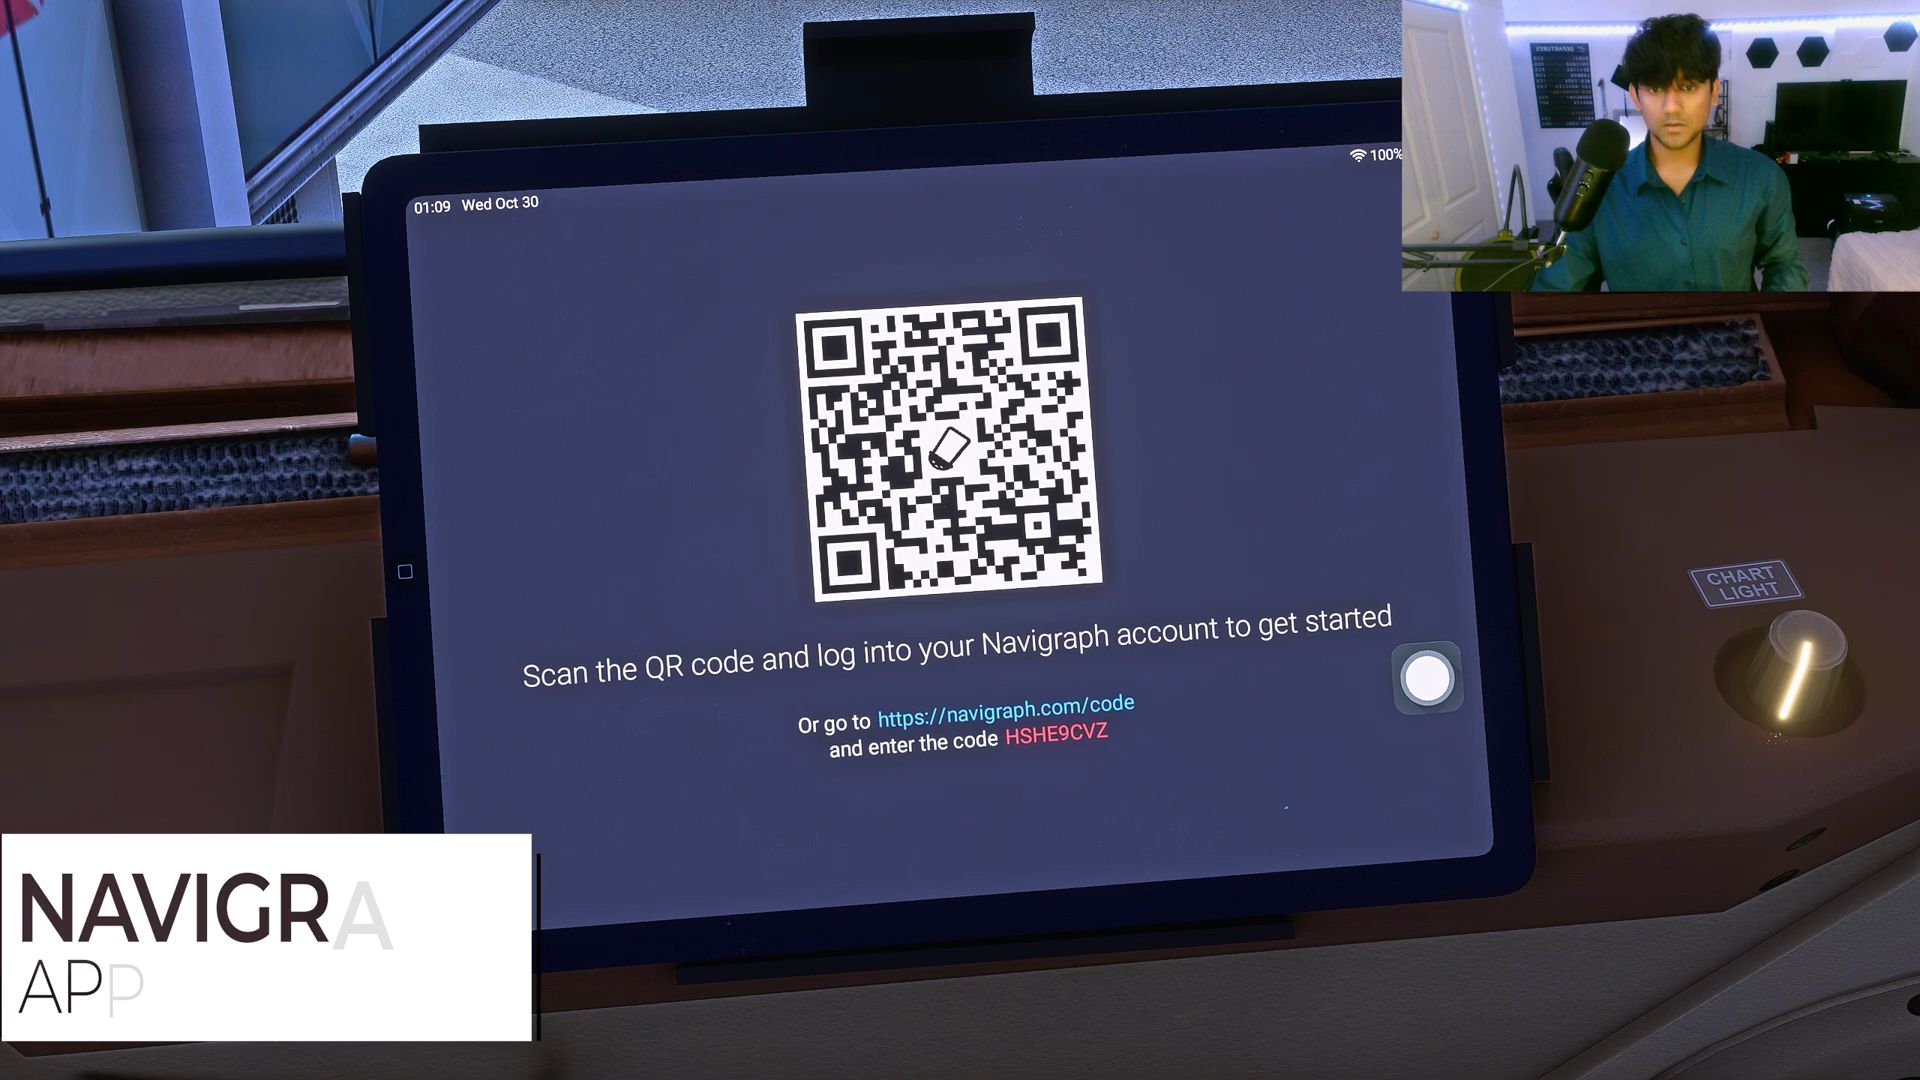 01:09 Wed Oct 30
100%
Scan the QR code and log into your Navigraph account to get started
Or go to https://navigraph.com/code
and enter the code HSHE9CVZ
CHART
LIGHT
DEPARTURES
NAVIGRA
APP